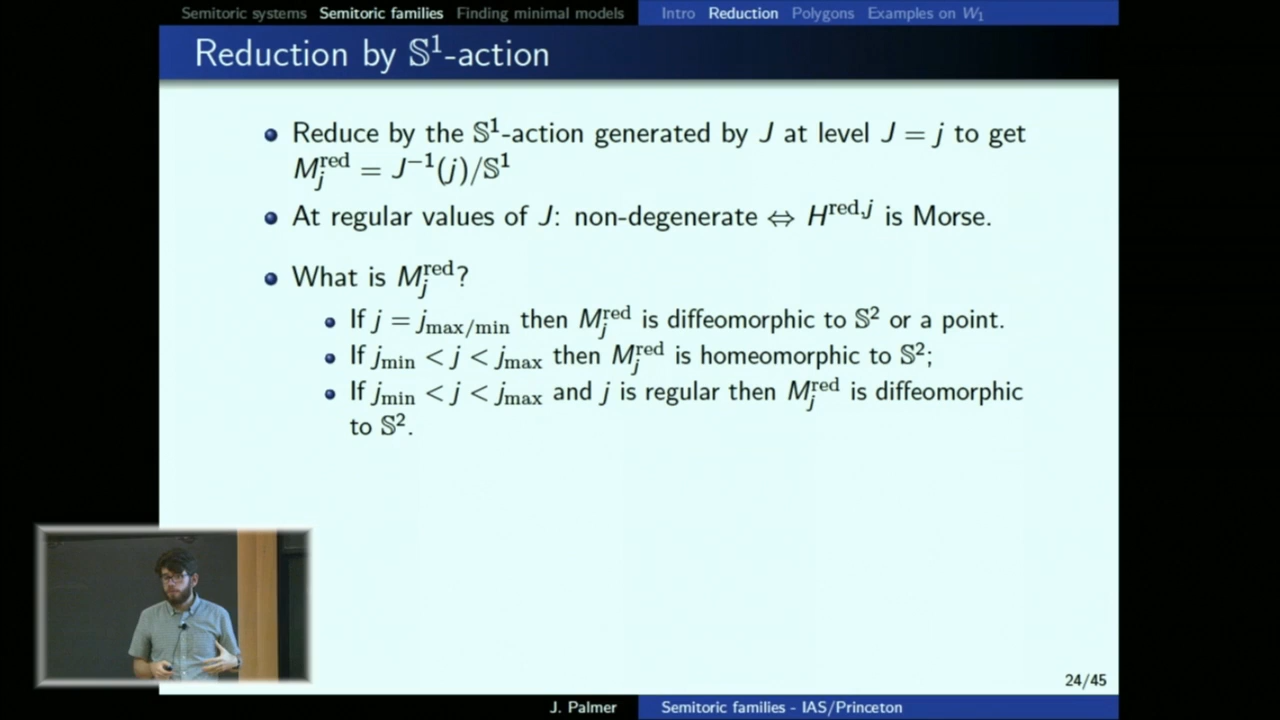 Semitoric systems Semitoric families Finding minimal models Intro Reduction Polygons Examples on W₁
Reduction by 𝕊¹-action
Reduce by the 𝕊¹-action generated by J at level J = j to get
M_j^red = J⁻¹(j)/𝕊¹
At regular values of J: non-degenerate ⇔ H^red,j is Morse.
What is M_j^red?
If j = j_max/min then M_j^red is diffeomorphic to 𝕊² or a point.
If j_min < j < j_max then M_j^red is homeomorphic to 𝕊²;
If j_min < j < j_max and j is regular then M_j^red is diffeomorphic
to 𝕊².
24/45
J. Palmer Semitoric families - IAS/Princeton